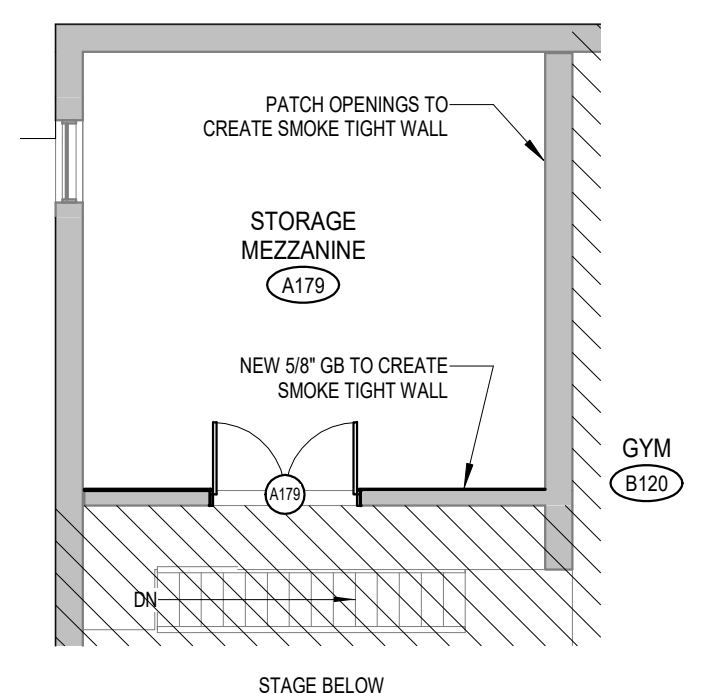 PATCH OPENINGS TO
CREATE SMOKE TIGHT WALL
STORAGE
MEZZANINE
A179
NEW 5/8" GB TO CREATE
SMOKE TIGHT WALL
GYM
B120
A179
DN
STAGE BELOW